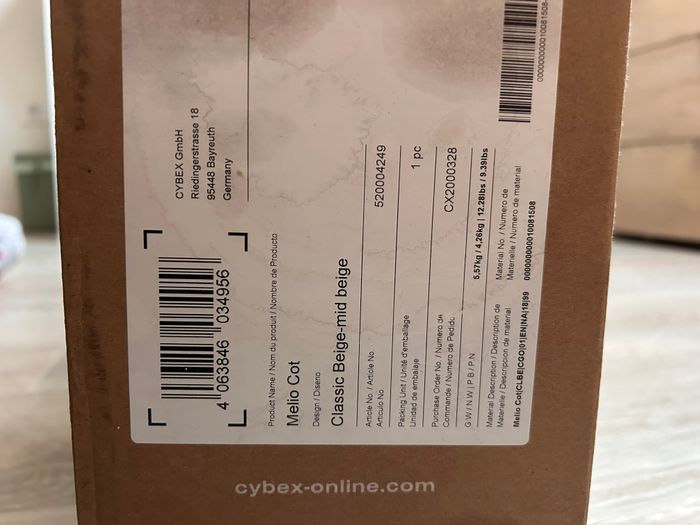 CYBEX GmbH
Riedingerstrasse 18
95448 Bayreuth
Germany
4 063846 034956
Product Name / Nom du produit / Nombre de Producto
Melio Cot
Design / Diseno
Classic Beige-mid beige
Article No. / Article No
Articulo No.
520004249
Packing Unit / Unité d'emballage
Unidad de embalaje
1 pc
Purchase Order No. / Numero de
Commande / Numero de Pedido
CX2000328
G.W / N.W | P.B / P.N
5,57kg / 4,26kg | 12.28lbs / 9.39lbs
Material Description / Description de
Materielle / Descripcion de material
Melio Cot|CLBE|CGO|01|EN|NA|18|99
Material No. / Numero de
Materielle / Numero de material
000000000010081508
000000000010081508
cybex-online.com